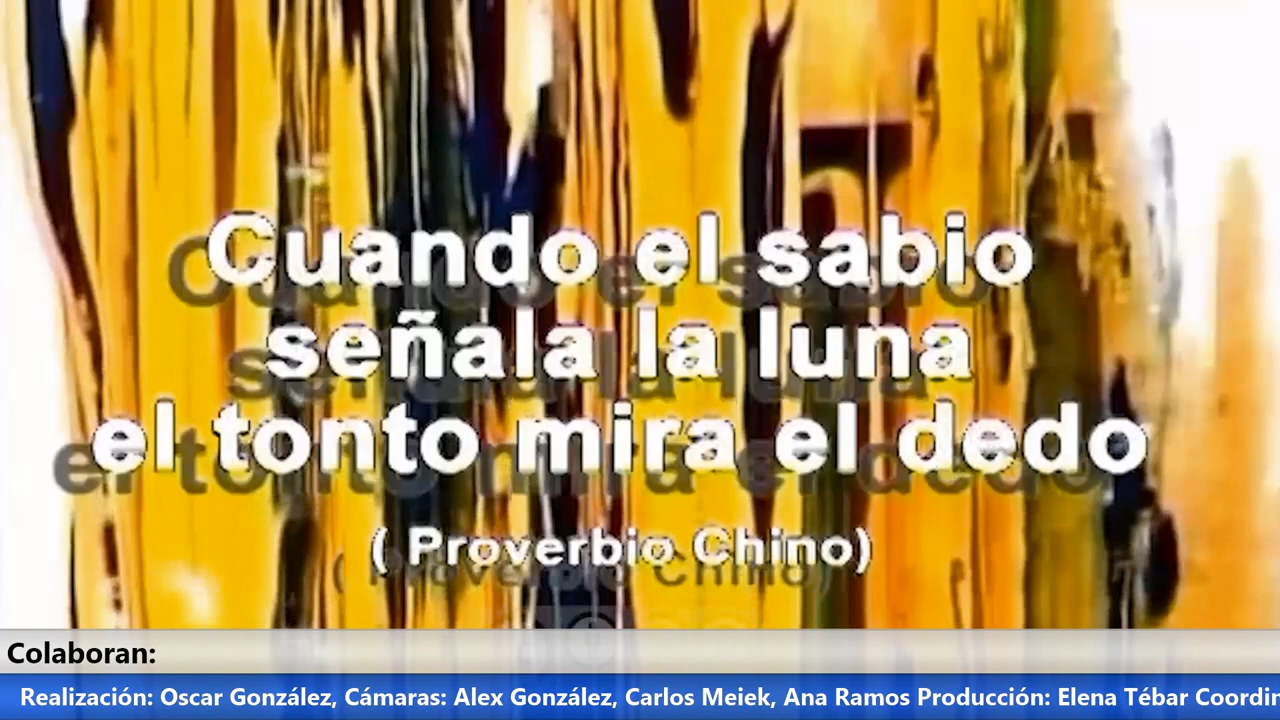 Cuando el sabio
señala la luna
el tonto mira el dedo
( Proverbio Chino)
Colaboran:
Realización: Oscar González, Cámaras: Alex González, Carlos Meiek, Ana Ramos Producción: Elena Tébar Coordin